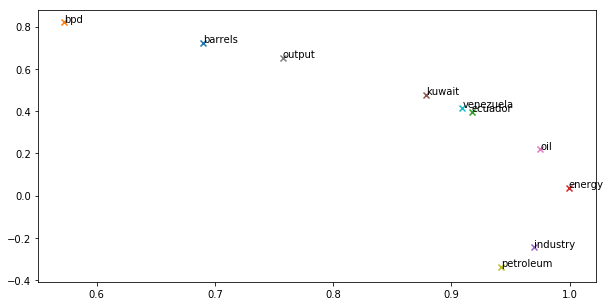 0.8
bpd
barrels
output
0.6
kuwait
venezuela
ecuador
0.4
oil
0.2
energy
0.0
industry
−0.2
petroleum
−0.4
0.6 0.7 0.8 0.9 1.0